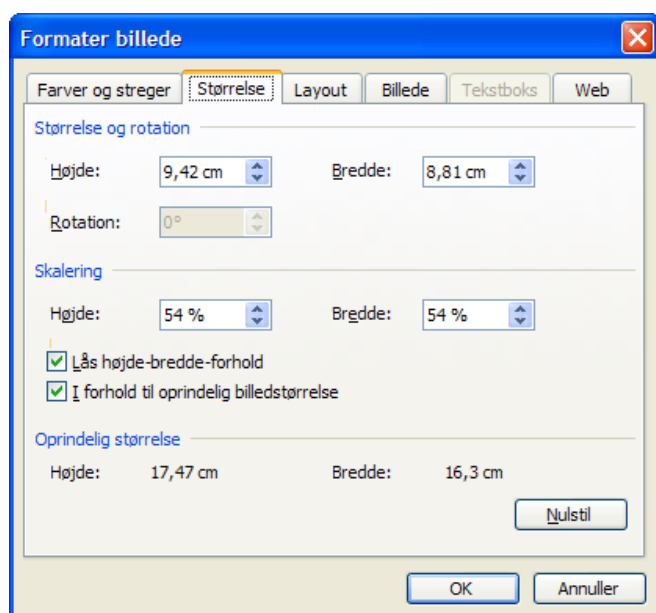 Formater billede
Farver og streger Størrelse Layout Billede Tekstboks Web
Størrelse og rotation
Højde: 9,42 cm Bredde: 8,81 cm
Rotation: 0°
Skalering
Højde: 54 % Bredde: 54 %
Lås højde-bredde-forhold
I forhold til oprindelig billedstørrelse
Oprindelig størrelse
Højde: 17,47 cm Bredde: 16,3 cm
Nulstil
OK Annuller